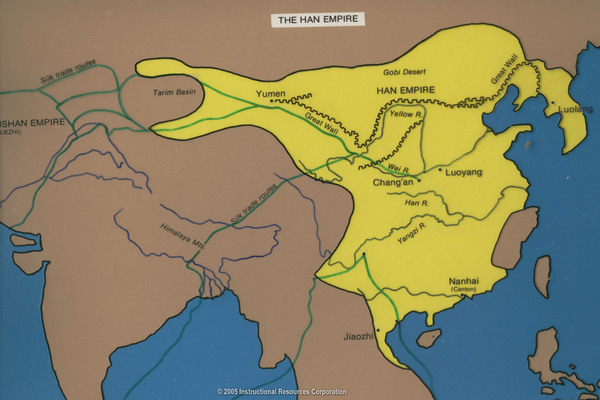 THE HAN EMPIRE
Silk trade routes
Gobi Desert
Great Wall
Tarim Basin
Yumen
HAN EMPIRE
Luolang
USHAN EMPIRE
UEZHI)
Great Wall
Yellow R.
Wei R.
Luoyang
Chang'an
Silk trade routes
Han R.
Himalaya Mts.
Yangzi R.
Nanhai
(Canton)
Jiaozhi
© 2005 Instructional Resources Corporation